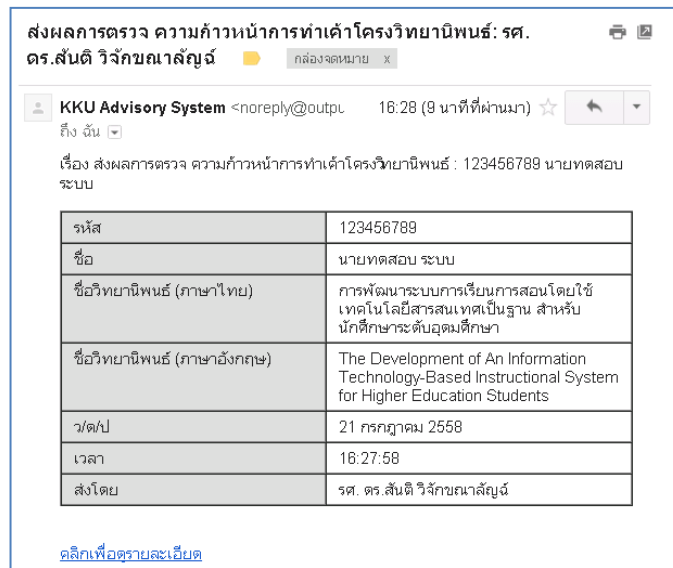 ส่งผลการตรวจ ความก้าวหน้าการทำเค้าโครงวิทยานิพนธ์: รศ.
ดร.สันติ วิจักขณาลัญฉ์ กล่องจดหมาย x
KKU Advisory System <noreply@outpu 16:28 (9 นาทีที่ผ่านมา)
ถึง ฉัน
เรื่อง ส่งผลการตรวจ ความก้าวหน้าการทำเค้าโครงวิทยานิพนธ์ : 123456789 นายทดสอบ
ระบบ
รหัส 123456789
ชื่อ นายทดสอบ ระบบ
ชื่อวิทยานิพนธ์ (ภาษาไทย) การพัฒนาระบบการเรียนการสอนโดยใช้
เทคโนโลยีสารสนเทศเป็นฐาน สำหรับ
นักศึกษาระดับอุดมศึกษา
ชื่อวิทยานิพนธ์ (ภาษาอังกฤษ) The Development of An Information
Technology-Based Instructional System
for Higher Education Students
ว/ด/ป 21 กรกฎาคม 2558
เวลา 16:27:58
ส่งโดย รศ. ดร.สันติ วิจักขณาลัญฉ์
คลิกเพื่อดูรายละเอียด